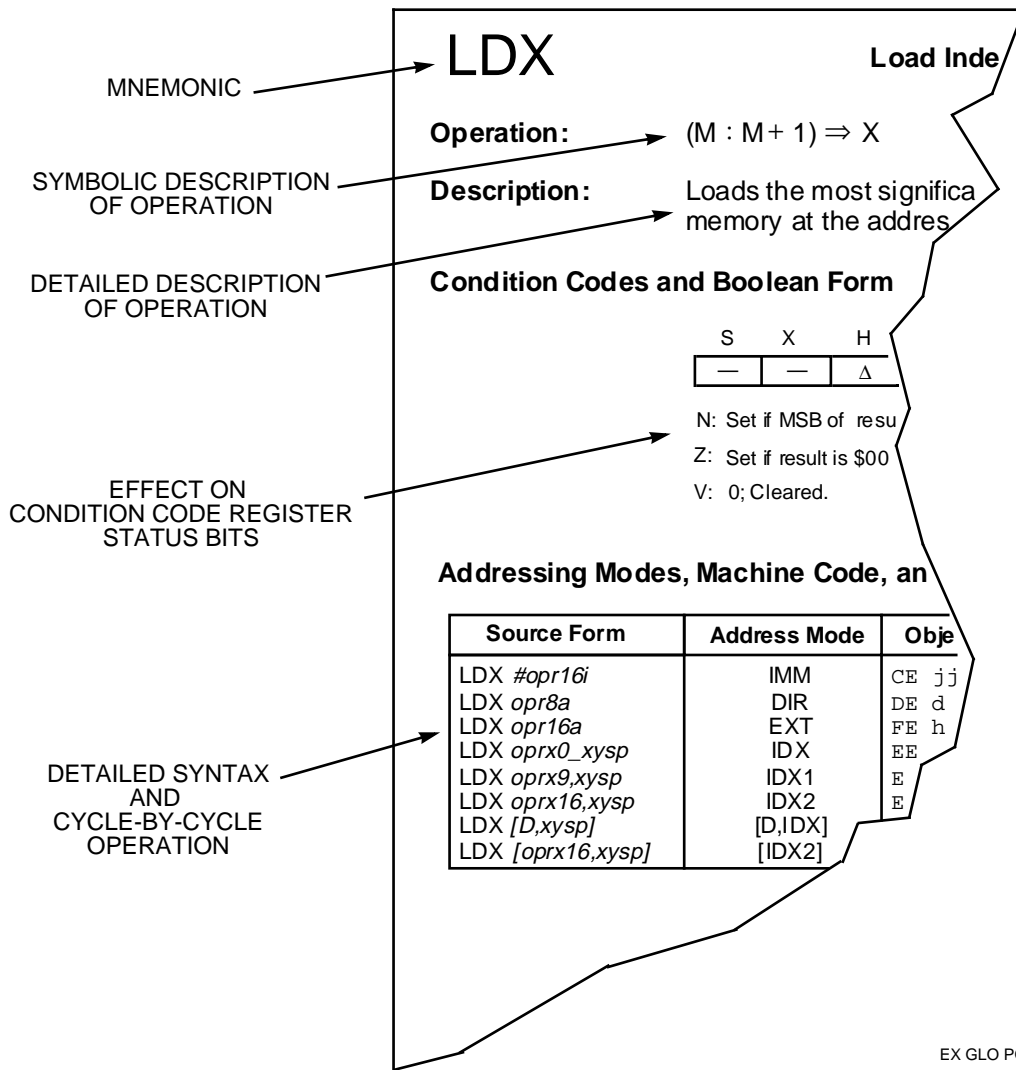 LDX
Load Inde
MNEMONIC
Operation: (M : M + 1) ⇒ X
SYMBOLIC DESCRIPTION
OF OPERATION
Description: Loads the most significa
memory at the addres
DETAILED DESCRIPTION
OF OPERATION
Condition Codes and Boolean Form
S X H
— — Δ
N: Set if MSB of resu
Z: Set if result is $00
V: 0; Cleared.
EFFECT ON
CONDITION CODE REGISTER
STATUS BITS
Addressing Modes, Machine Code, an
Source Form Address Mode Obje
LDX #opr16i IMM CE jj
LDX opr8a DIR DE d
LDX opr16a EXT FE h
LDX oprx0_xysp IDX EE
LDX oprx9,xysp IDX1 E
LDX oprx16,xysp IDX2 E
LDX [D,xysp] [D,IDX]
LDX [oprx16,xysp] [IDX2]
DETAILED SYNTAX
AND
CYCLE-BY-CYCLE
OPERATION
EX GLO PG